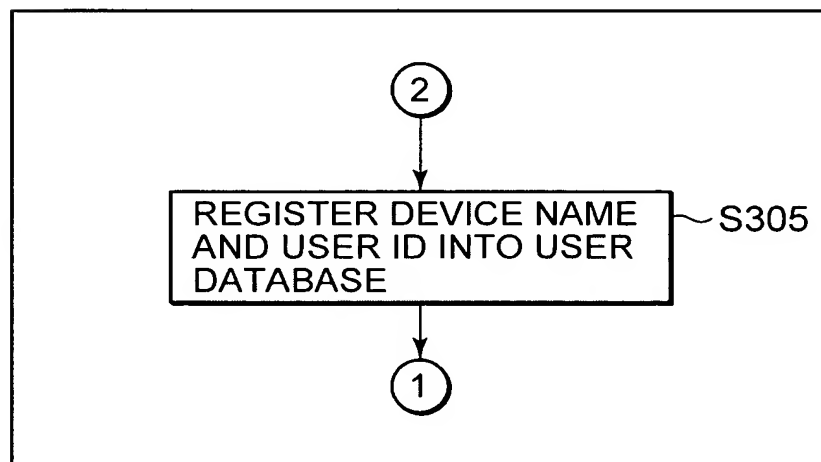 2
REGISTER DEVICE NAME
AND USER ID INTO USER
DATABASE
S305
1